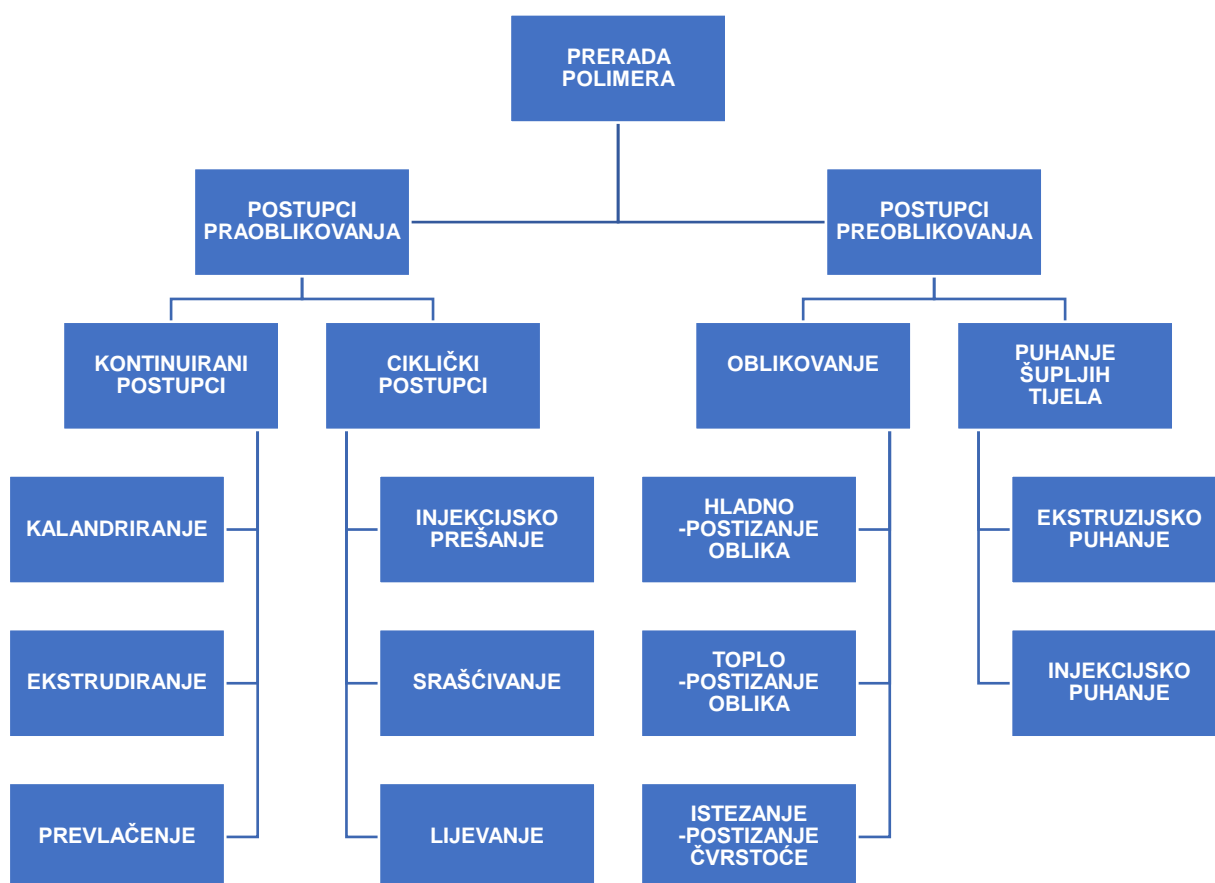 PRERADA
POLIMERA
POSTUPCI
PRAOBLIKOVANJA
POSTUPCI
PREOBLIKOVANJA
KONTINUIRANI
POSTUPCI
CIKLIČKI
POSTUPCI
OBLIKOVANJE
PUHANJE
ŠUPLJIH
TIJELA
KALANDRIRANJE
INJEKCIJSKO
PREŠANJE
HLADNO
-POSTIZANJE
OBLIKA
EKSTRUZIJSKO
PUHANJE
EKSTRUDIRANJE
SRAŠĆIVANJE
TOPLO
-POSTIZANJE
OBLIKA
INJEKCIJSKO
PUHANJE
PREVLAČENJE
LIJEVANJE
ISTEZANJE
-POSTIZANJE
ČVRSTOĆE